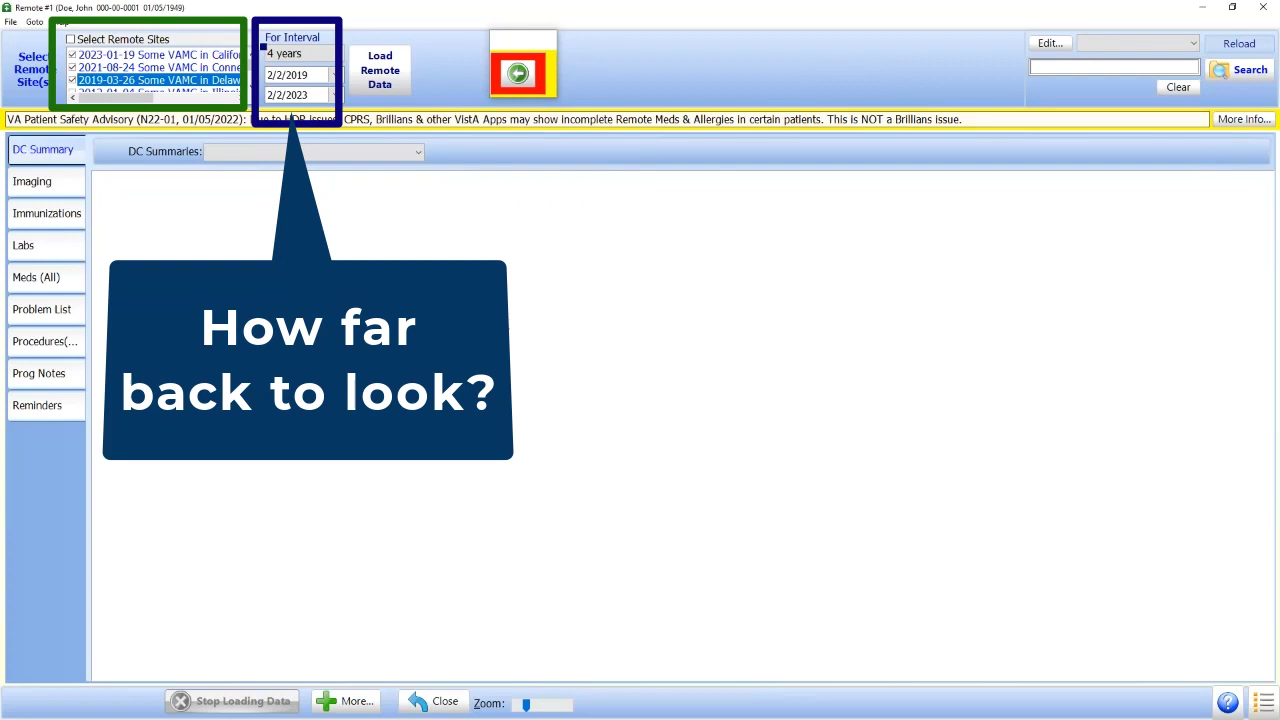 Remote #1 (Doe, John 000-00-0001 01/05/1949)
File Goto
Select Remote Sites
2023-01-19 Some VAMC in Califo
2021-08-24 Some VAMC in Conne
2019-03-26 Some VAMC in Delaw
For Interval
4 years
2/2/2019
2/2/2023
Load
Remote
Data
Edit...
Reload
Search
Clear
VA Patient Safety Advisory (N22-01, 01/05/2022): to HDR issues CPRS, Brillians & other VistA Apps may show incomplete Remote Meds & Allergies in certain patients. This is NOT a Brillians issue.
More info...
DC Summary
DC Summaries:
Imaging
Immunizations
Labs
Meds (All)
Problem List
Procedures(...
Prog Notes
Reminders
How far
back to look?
Stop Loading Data
More...
Close
Zoom: